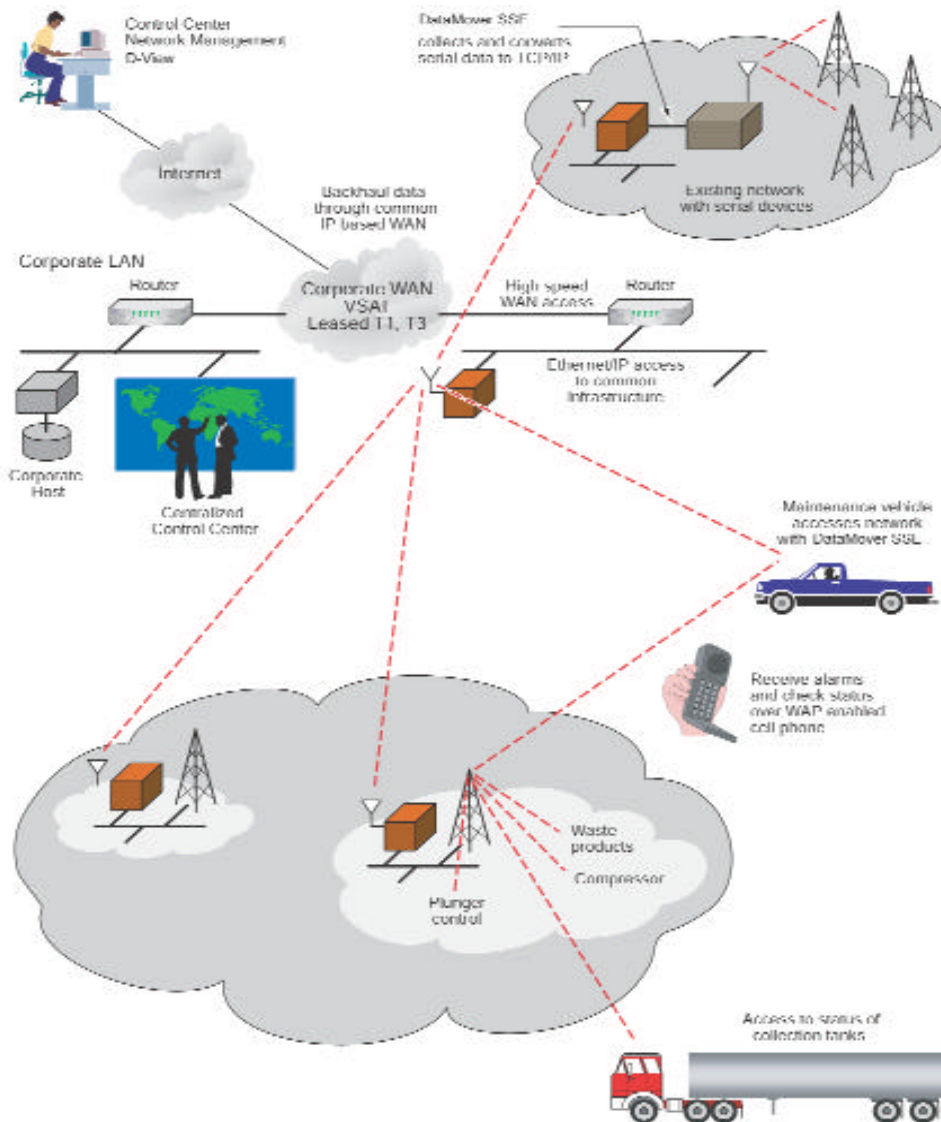 Control Center
Network Management
D-View
DataMover SSE
collects and converts
serial data to TCP/IP
Internet
Existing network
with serial devices
Backhaul data
through common
IP based WAN
Corporate LAN
Router
Corporate WAN
VSAT
Leased T1, T3
High speed
WAN access
Router
Ethernet/IP access
to common
infrastructure
Corporate
Host
Centralized
Control Center
Maintenance vehicle
accesses network
with DataMover SSE
Receive alarms
and check status
over WAP enabled
cell phone
Waste
products
Compressor
Plunger
control
Access to status of
collection tanks